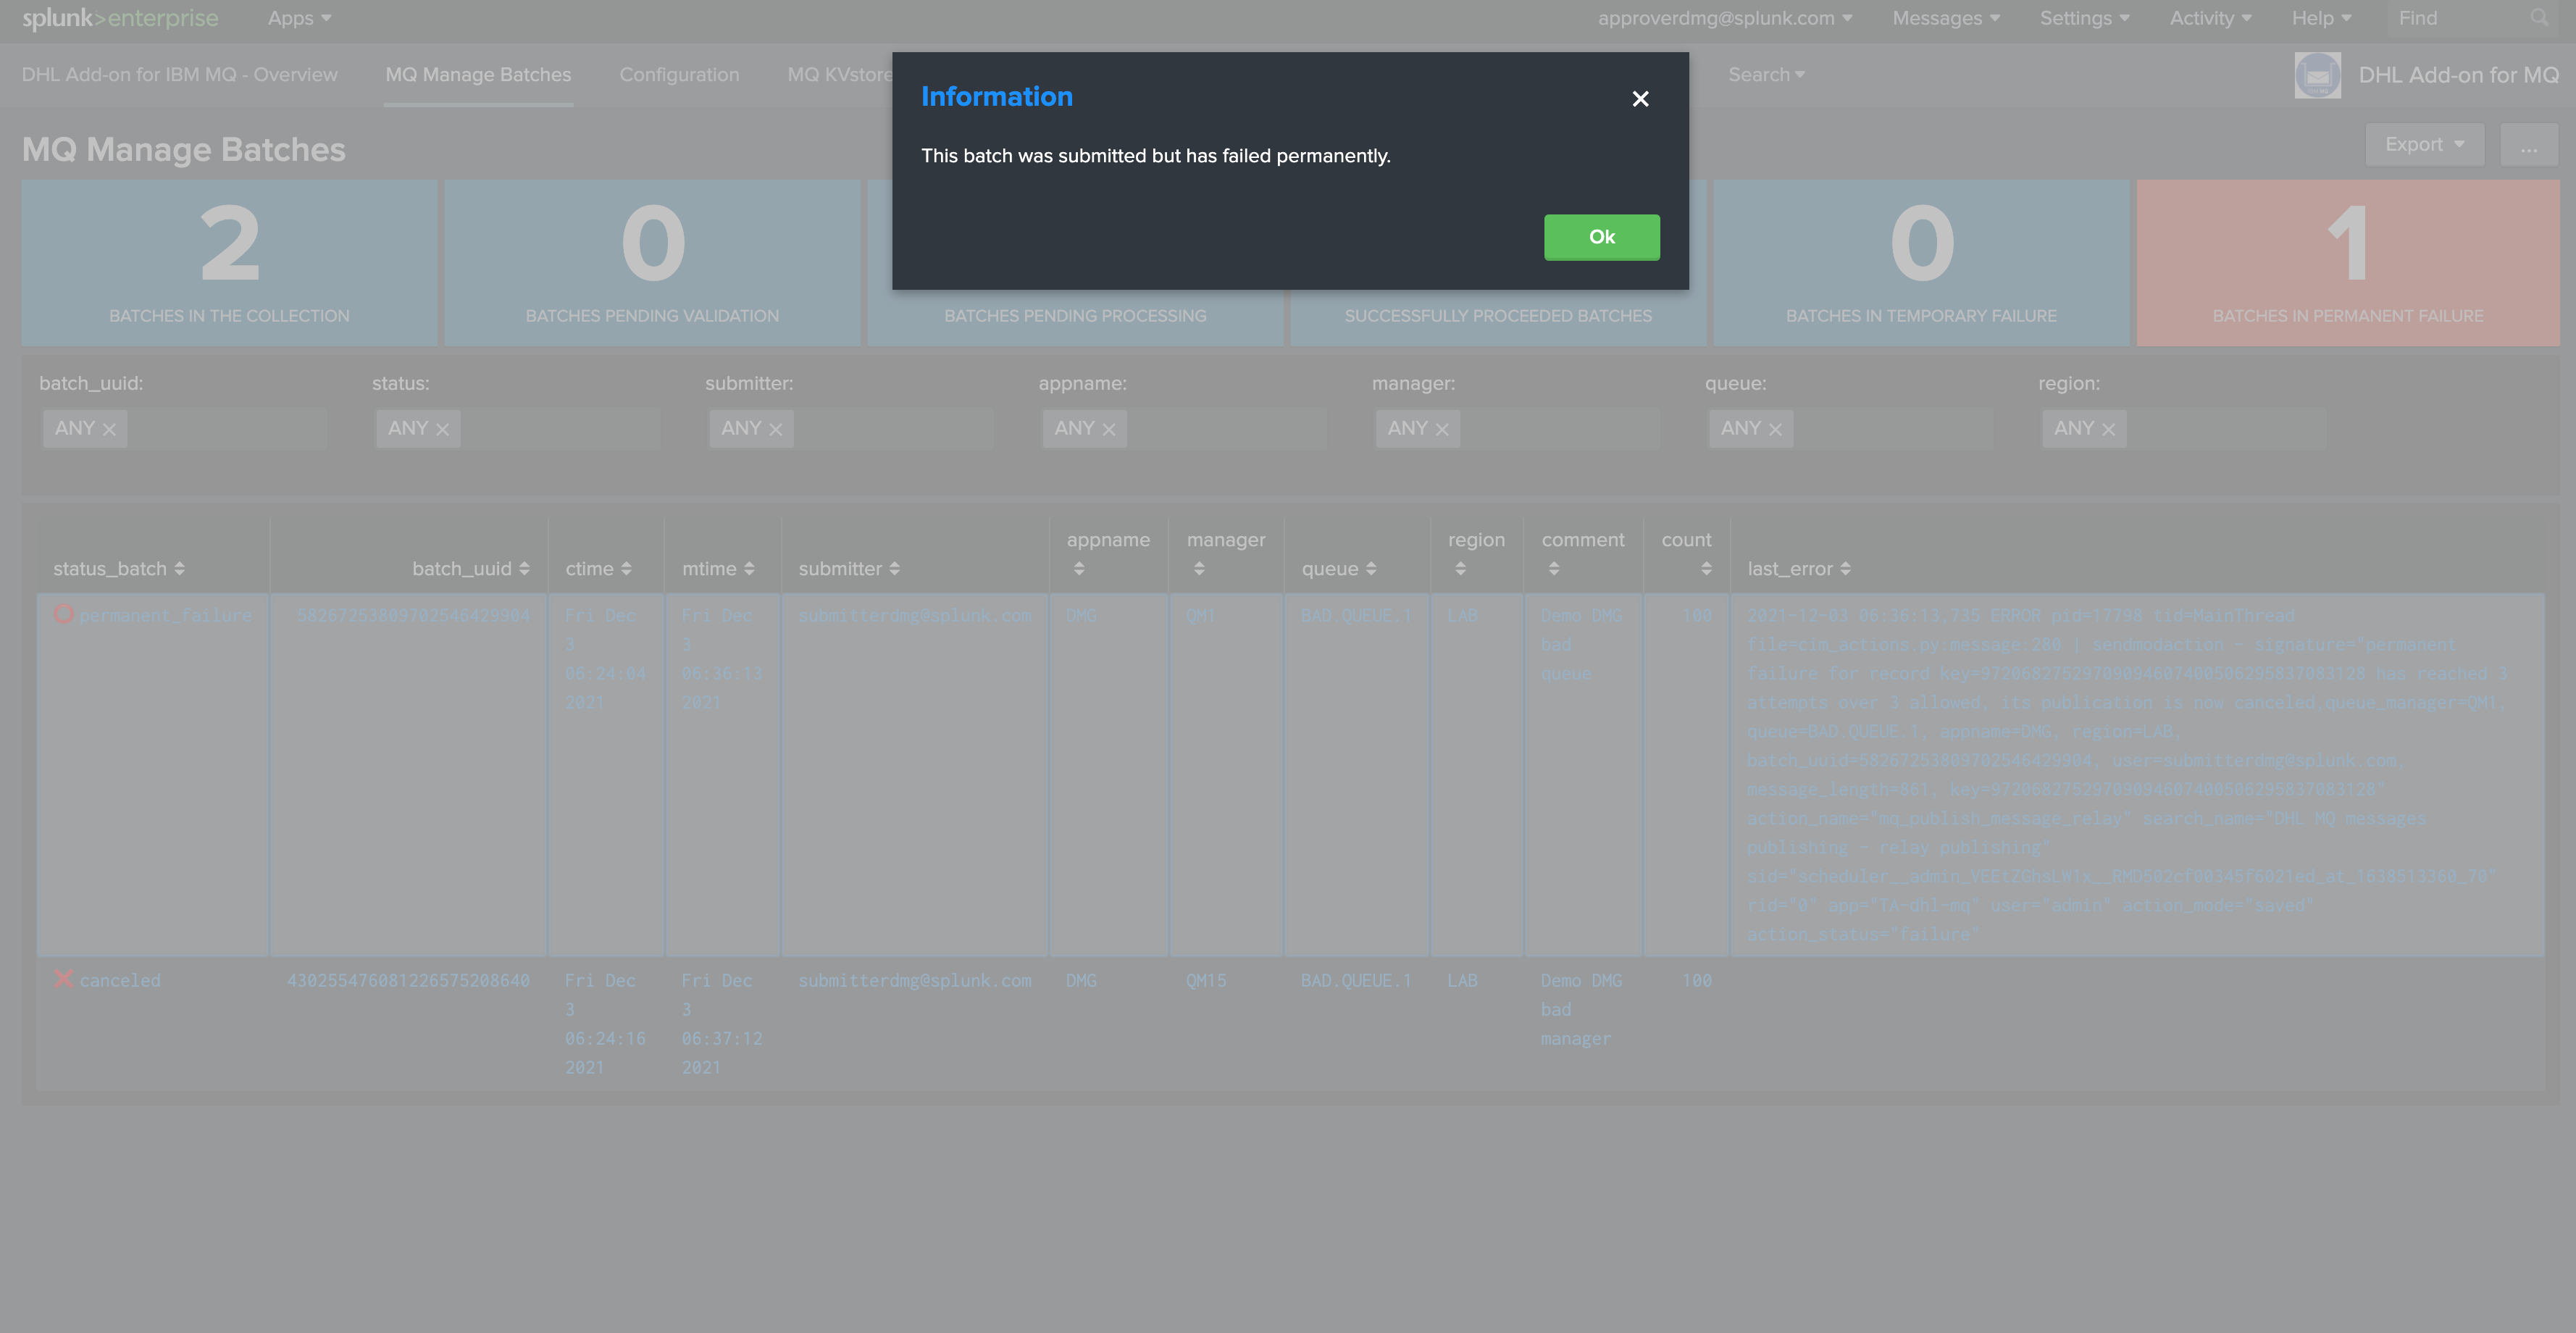 splunk>enterprise Apps approverdmg@splunk.com Messages Settings Activity Help Find
DHL Add-on for IBM MQ - Overview MQ Manage Batches Configuration MQ KVstore Search DHL Add-on for MQ
Information
This batch was submitted but has failed permanently.
Ok
MQ Manage Batches Export ...
2 0 0 1
BATCHES IN THE COLLECTION BATCHES PENDING VALIDATION BATCHES PENDING PROCESSING SUCCESSFULLY PROCEEDED BATCHES BATCHES IN TEMPORARY FAILURE BATCHES IN PERMANENT FAILURE
batch_uuid: status: submitter: appname: manager: queue: region:
ANY ANY ANY ANY ANY ANY ANY
status_batch batch_uuid ctime mtime submitter appname manager queue region comment count last_error
permanent_failure 58267253809702546429904 Fri Dec 3 06:24:04 2021 Fri Dec 3 06:36:13 2021 submitterdmg@splunk.com DMG QM1 BAD.QUEUE.1 LAB Demo DMG bad queue 100
2021-12-03 06:36:13,735 ERROR pid=17798 tid=MainThread
file=cim_actions.py:message:280 | sendmodaction - signature="permanent
failure for record key= has reached 3
attempts over 3 allowed, its publication is now canceled,queue_manager=QM1,
queue=BAD.QUEUE.1, appname=DMG, region=LAB,
batch_uuid=58267253809702546429904, user=submitterdmg@splunk.com,
message_length=861, key=
action_name="mq_publish_message_relay" search_name="DHL MQ messages
publishing - relay publishing"
rid="0" app="TA-dhl-mq" user="admin" action_mode="saved"
action_status="failure"
canceled 430255476081226575208640 Fri Dec 3 06:24:16 2021 Fri Dec 3 06:37:12 2021 submitterdmg@splunk.com DMG QM15 BAD.QUEUE.1 LAB Demo DMG bad manager 100